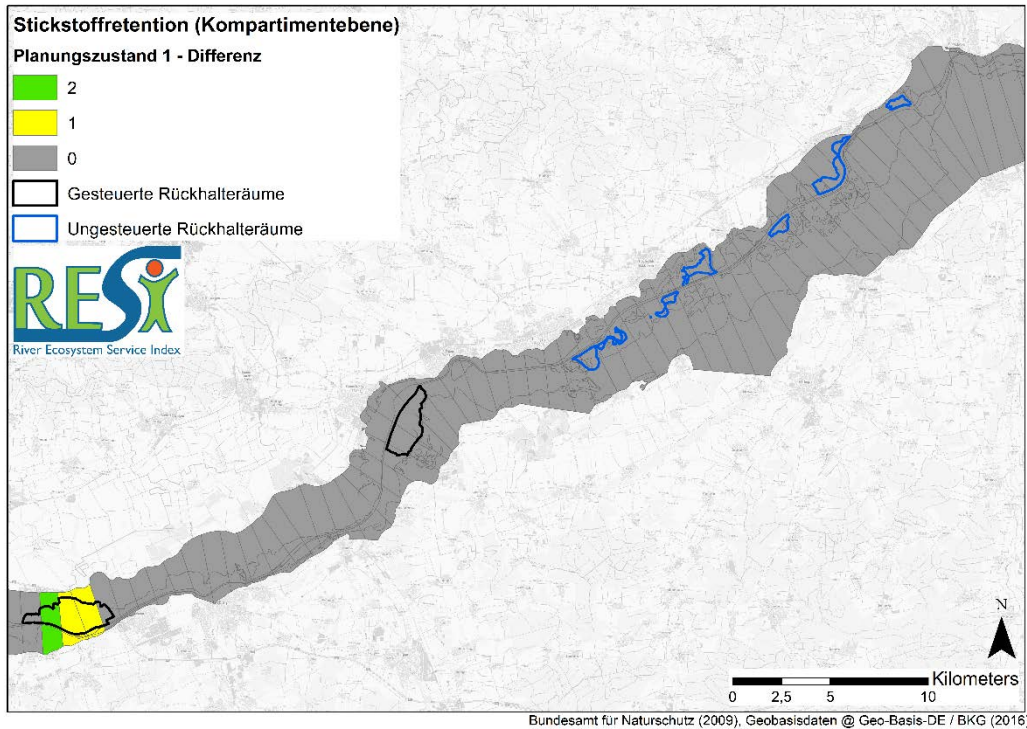 Stickstoffretention (Kompartimentebene)
Planungszustand 1 - Differenz
2
1
0
Gesteuerte Rückhalteräume
Ungesteuerte Rückhalteräume
RESI
River Ecosystem Service Index
N
Kilometers
0 2,5 5 10
Bundesamt für Naturschutz (2009), Geobasisdaten @ Geo-Basis-DE / BKG (2016)